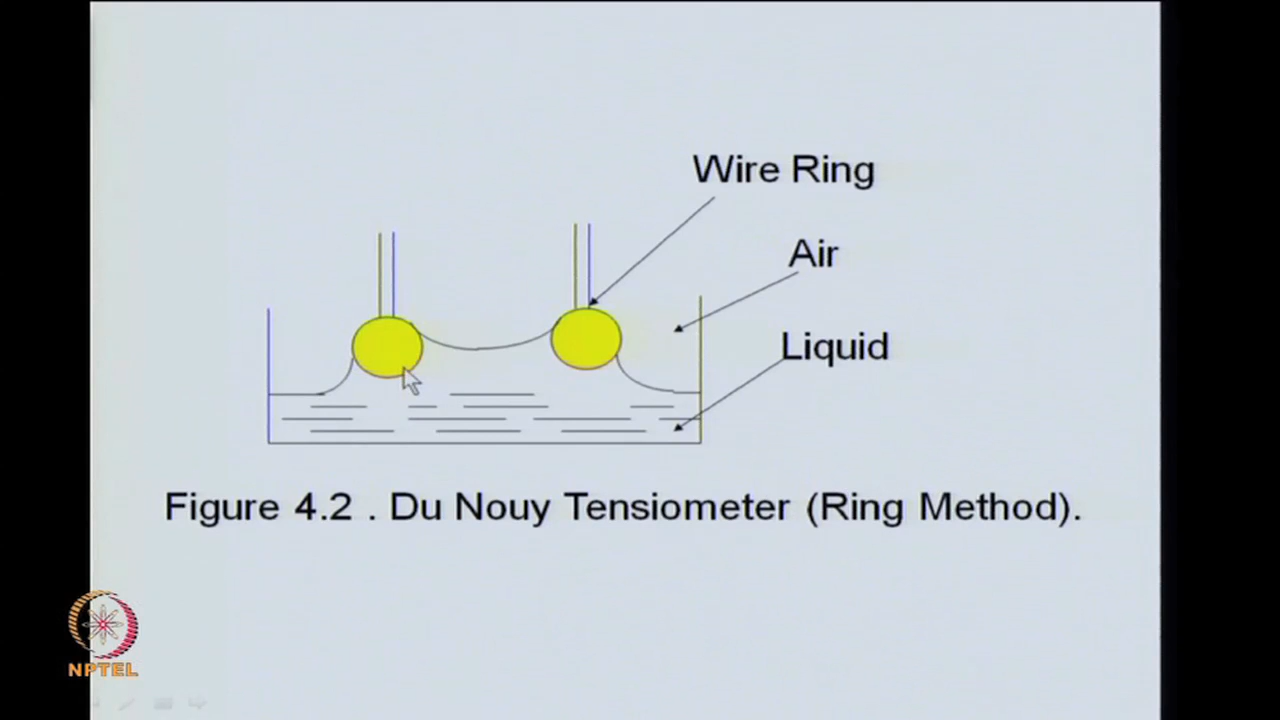 Wire Ring
Air
Liquid
Figure 4.2 . Du Nouy Tensiometer (Ring Method).
NPTEL